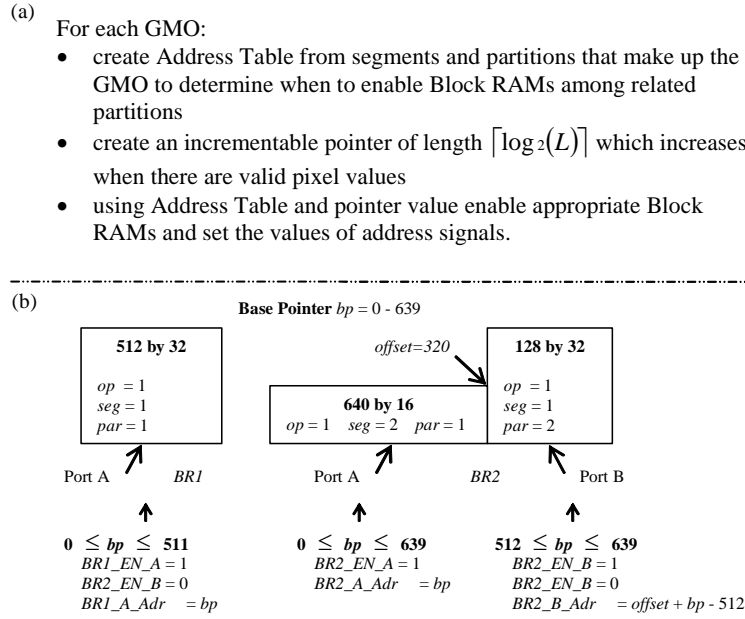 (a)
For each GMO:
• create Address Table from segments and partitions that make up the
GMO to determine when to enable Block RAMs among related
partitions
• create an incrementable pointer of length ⌈log₂(L)⌉ which increases
when there are valid pixel values
• using Address Table and pointer value enable appropriate Block
RAMs and set the values of address signals.
(b)
Base Pointer bp = 0 - 639
512 by 32
op = 1
seg = 1
par = 1
offset=320
640 by 16
op = 1 seg = 2 par = 1
128 by 32
op = 1
seg = 1
par = 2
Port A BR1 Port A BR2 Port B
0 ≤ bp ≤ 511
BR1_EN_A = 1
BR2_EN_B = 0
BR1_A_Adr = bp
0 ≤ bp ≤ 639
BR2_EN_A = 1
BR2_A_Adr = bp
512 ≤ bp ≤ 639
BR2_EN_B = 1
BR2_EN_B = 0
BR2_B_Adr = offset + bp - 512